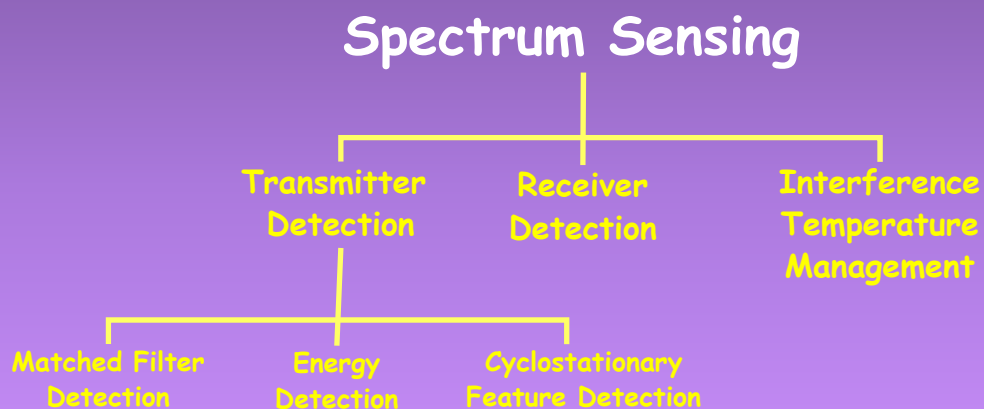 Spectrum Sensing
Transmitter
Detection
Receiver
Detection
Interference
Temperature
Management
Matched Filter
Detection
Energy
Detection
Cyclostationary
Feature Detection